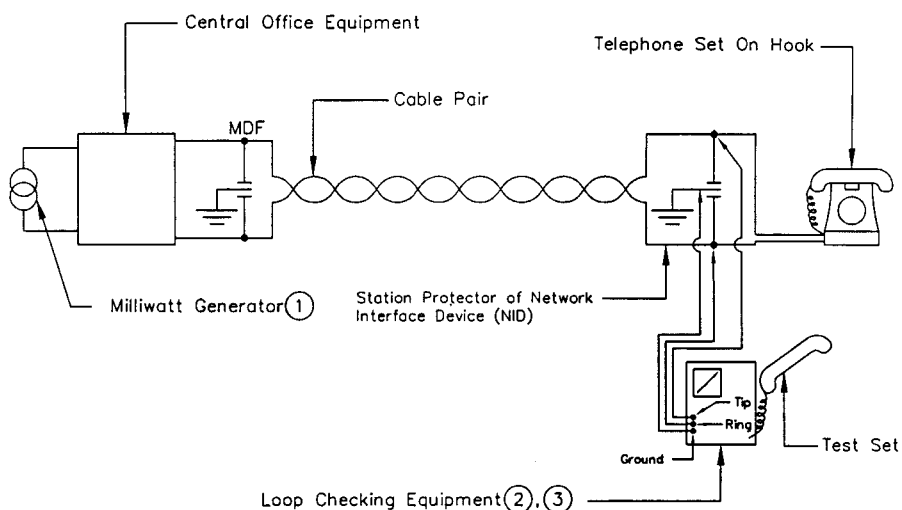 Central Office Equipment
Telephone Set On Hook
Cable Pair
MDF
Milliwatt Generator 1
Station Protector of Network
Interface Device (NID)
Tip
Ring
Ground
Test Set
Loop Checking Equipment 2, 3